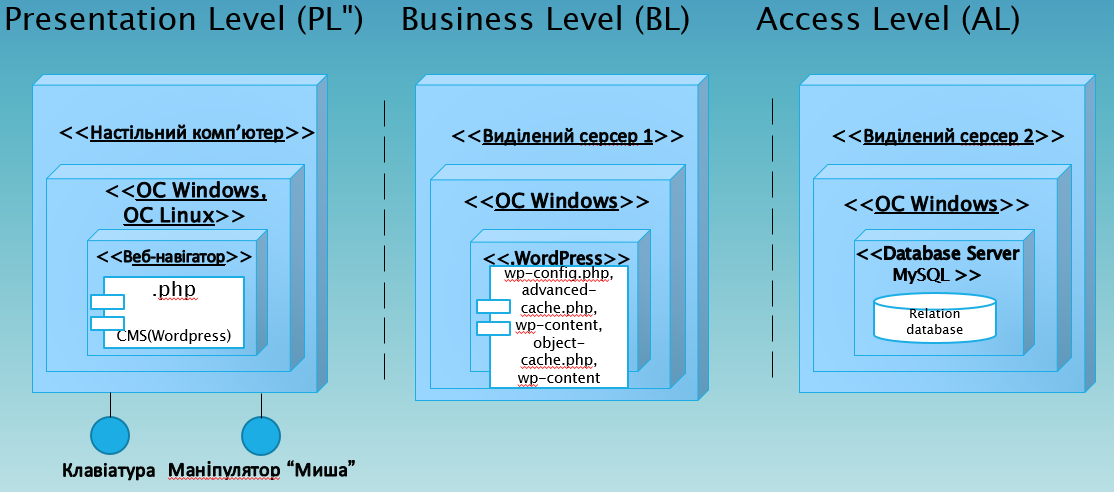 Presentation Level (PL")
Business Level (BL)
Access Level (AL)
<<Настільний комп’ютер>>
<<ОС Windows,
ОС Linux>>
<<Веб-навігатор>>
.php
CMS(Wordpress)
Клавіатура
Маніпулятор “Миша”
<<Виділений серсер 1>>
<<ОС Windows>>
<<.WordPress>>
wp-config.php,
advanced-
cache.php,
wp-content,
object-
cache.php,
wp-content
<<Виділений серсер 2>>
<<ОС Windows>>
<<Database Server
MySQL >>
Relation
database